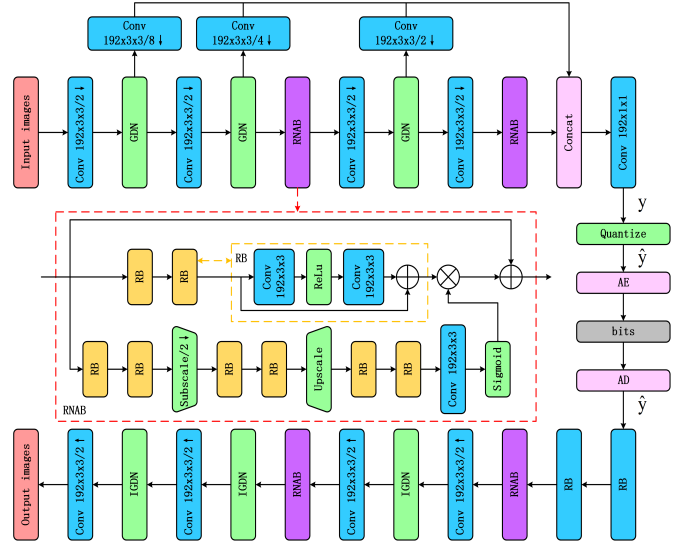 Conv
192x3x3/8↓
Conv
192x3x3/4↓
Conv
192x3x3/2↓
Input images
Conv 192x3x3/2↓
GDN
Conv 192x3x3/2↓
GDN
RNAB
Conv 192x3x3/2↓
GDN
Conv 192x3x3/2↓
RNAB
Concat
Conv 192x1x1
y
Quantize
ŷ
AE
bits
AD
ŷ
RB
RB
RB
Conv
192x3x3
ReLu
Conv
192x3x3
RB
RB
Subscale/2↓
RB
RB
Upscale
RB
RB
Conv 192x3x3
Sigmoid
RNAB
Output images
Conv 192x3x3/2↑
IGDN
Conv 192x3x3/2↑
IGDN
RNAB
Conv 192x3x3/2↑
IGDN
Conv 192x3x3/2↑
RNAB
RB
RB